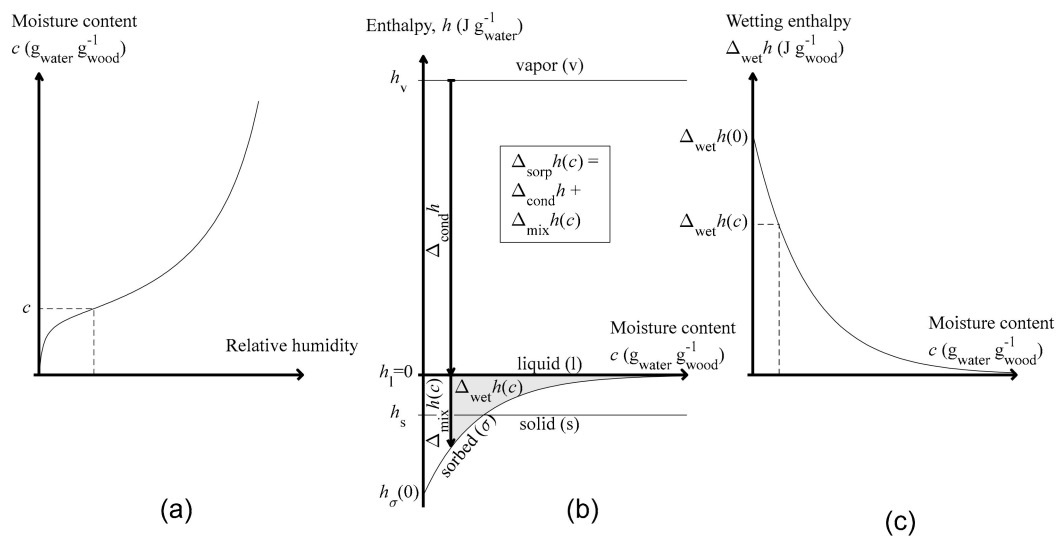 Moisture content
c (g_water g_wood^-1)
c
Relative humidity
(a)
Enthalpy, h (J g_water^-1)
vapor (v)
h_v
Δ_sorp h(c) =
Δ_cond h +
Δ_mix h(c)
Δ_cond h
Moisture content
c (g_water g_wood^-1)
liquid (l)
h_l=0
Δ_mix h(c)
Δ_wet h(c)
h_s
solid (s)
sorbed (σ)
h_σ(0)
(b)
Wetting enthalpy
Δ_wet h (J g_wood^-1)
Δ_wet h(0)
Δ_wet h(c)
Moisture content
c (g_water g_wood^-1)
(c)